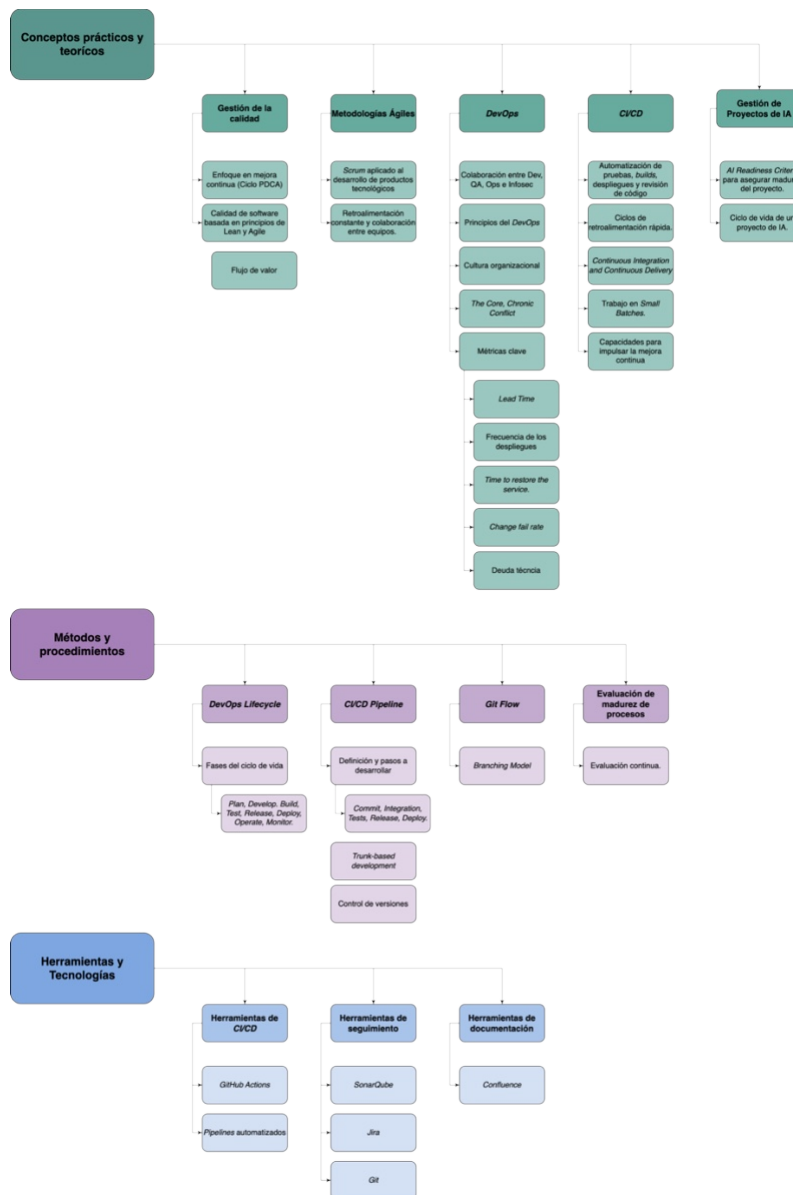 Conceptos prácticos y
teorícos
Gestión de la
calidad
Enfoque en mejora
continua (Ciclo PDCA)
Calidad de software
basada en principios de
Lean y Agile
Flujo de valor
Metodologías Ágiles
Scrum aplicado al
desarrollo de productos
tecnológicos
Retroalimentación
constante y colaboración
entre equipos.
DevOps
Colaboración entre Dev,
QA, Ops e Infosec
Principios del DevOps
Cultura organizacional
The Core, Chronic
Conflict
Métricas clave
Lead Time
Frecuencia de los
despliegues
Time to restore the
service.
Change fail rate
Deuda técncia
CI/CD
Automatización de
pruebas, builds,
despliegues y revisión
de código
Ciclos de
retroalimentación rápida.
Continuous Integration
and Continuous Delivery
Trabajo en Small
Batches.
Capacidades para
impulsar la mejora
continua
Gestión de
Proyectos de IA
AI Readiness Criter
para asegurar madur
del proyecto.
Ciclo de vida de un
proyecto de IA.
Métodos y
procedimientos
DevOps Lifecycle
Fases del ciclo de vida
Plan, Develop. Build,
Test, Release, Deploy,
Operate, Monitor.
CI/CD Pipeline
Definición y pasos a
desarrollar
Commit, Integration,
Tests, Release, Deploy.
Trunk-based
development
Control de versiones
Git Flow
Branching Model
Evaluación de
madurez de
procesos
Evaluación continua.
Herramientas y
Tecnologías
Herramientas de
CI/CD
GitHub Actions
Pipelines automatizados
Herramientas de
seguimiento
SonarQube
Jira
Git
Herramientas de
documentación
Confluence